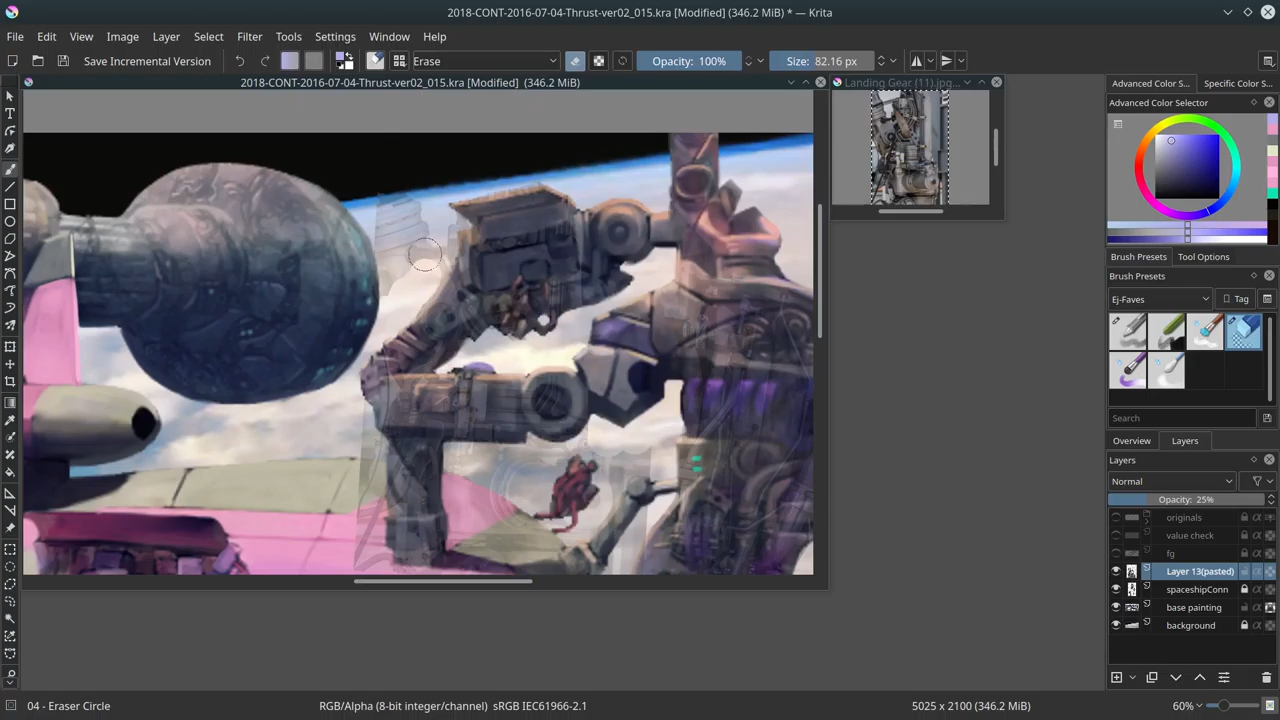 2018-CONT-2016-07-04-Thrust-ver02_015.kra [Modified] (346.2 MiB) * — Krita
File Edit View Image Layer Select Filter Tools Settings Window Help
Save Incremental Version
Erase
Opacity: 100%
Size: 82.16 px
2018-CONT-2016-07-04-Thrust-ver02_015.kra [Modified] (346.2 MiB)
Landing Gear (11).jpg...
Advanced Color S...
Specific Color S...
Advanced Color Selector
Brush Presets
Tool Options
Brush Presets
Ej-Faves
Tag
Search
Overview
Layers
Layers
Normal
Opacity: 25%
originals
value check
fg
Layer 13(pasted)
spaceshipConn
base painting
background
04 - Eraser Circle
RGB/Alpha (8-bit integer/channel) sRGB IEC61966-2.1
5025 x 2100 (346.2 MiB)
60%